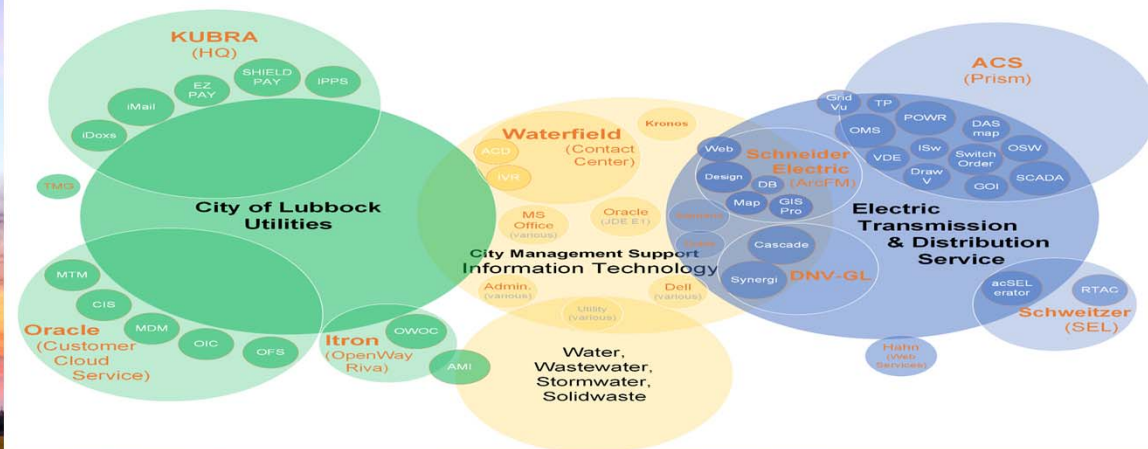 KUBRA
(HQ)
iDoxs
iMail
EZ
PAY
SHIELD
PAY
IPPS
TMG
City of Lubbock
Utilities
MTM
CIS
MDM
OIC
OFS
Oracle
(Customer
Cloud
Service)
Itron
(OpenWay
Riva)
OWOC
AMI
Waterfield
(Contact
Center)
ACD
IVR
Kronos
MS
Office
(various)
Oracle
(JDE E1)
City Management Support
Information Technology
Admin.
(various)
Dell
(various)
Utility
(various)
Water,
Wastewater,
Stormwater,
Solidwaste
Web
Design
DB
Map
GIS
Pro
Schneider
Electric
(ArcFM)
Cascade
Synergi
DNV-GL
ACS
(Prism)
Grid
Vu
TP
OMS
POWR
DAS
map
VDE
ISw
Switch
Order
OSW
Draw
V
GOI
SCADA
Electric
Transmission
& Distribution
Service
acSEL
erator
RTAC
Schweitzer
(SEL)
Hahn
(Web
Services)